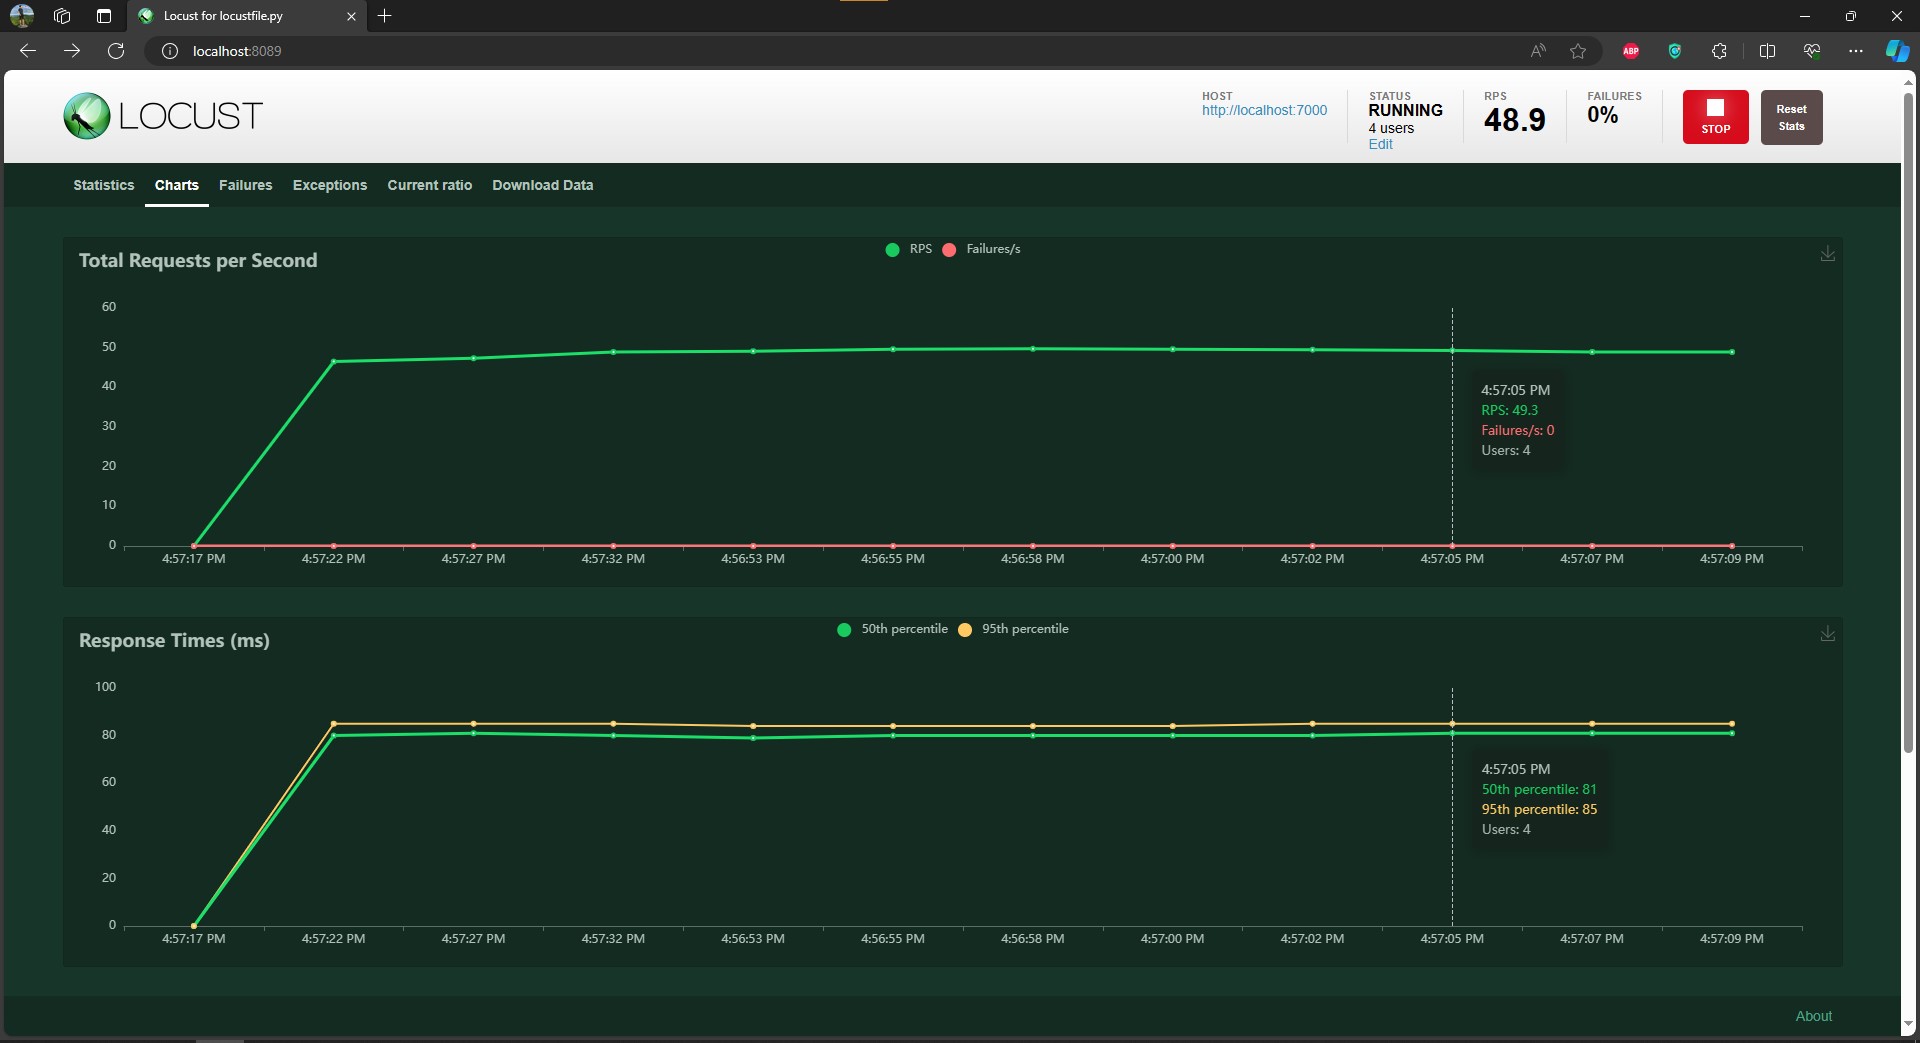 Locust for locustfile.py
localhost:8089
ABP
LOCUST
HOST
http://localhost:7000
STATUS
RUNNING
4 users
Edit
RPS
48.9
FAILURES
0%
STOP
Reset
Stats
Statistics Charts Failures Exceptions Current ratio Download Data
Total Requests per Second
RPS Failures/s
60
50
40
30
20
10
0
4:57:05 PM
RPS: 49.3
Failures/s: 0
Users: 4
4:57:17 PM 4:57:22 PM 4:57:27 PM 4:57:32 PM 4:56:53 PM 4:56:55 PM 4:56:58 PM 4:57:00 PM 4:57:02 PM 4:57:05 PM 4:57:07 PM 4:57:09 PM
Response Times (ms)
50th percentile 95th percentile
100
80
60
40
20
0
4:57:05 PM
50th percentile: 81
95th percentile: 85
Users: 4
4:57:17 PM 4:57:22 PM 4:57:27 PM 4:57:32 PM 4:56:53 PM 4:56:55 PM 4:56:58 PM 4:57:00 PM 4:57:02 PM 4:57:05 PM 4:57:07 PM 4:57:09 PM
About